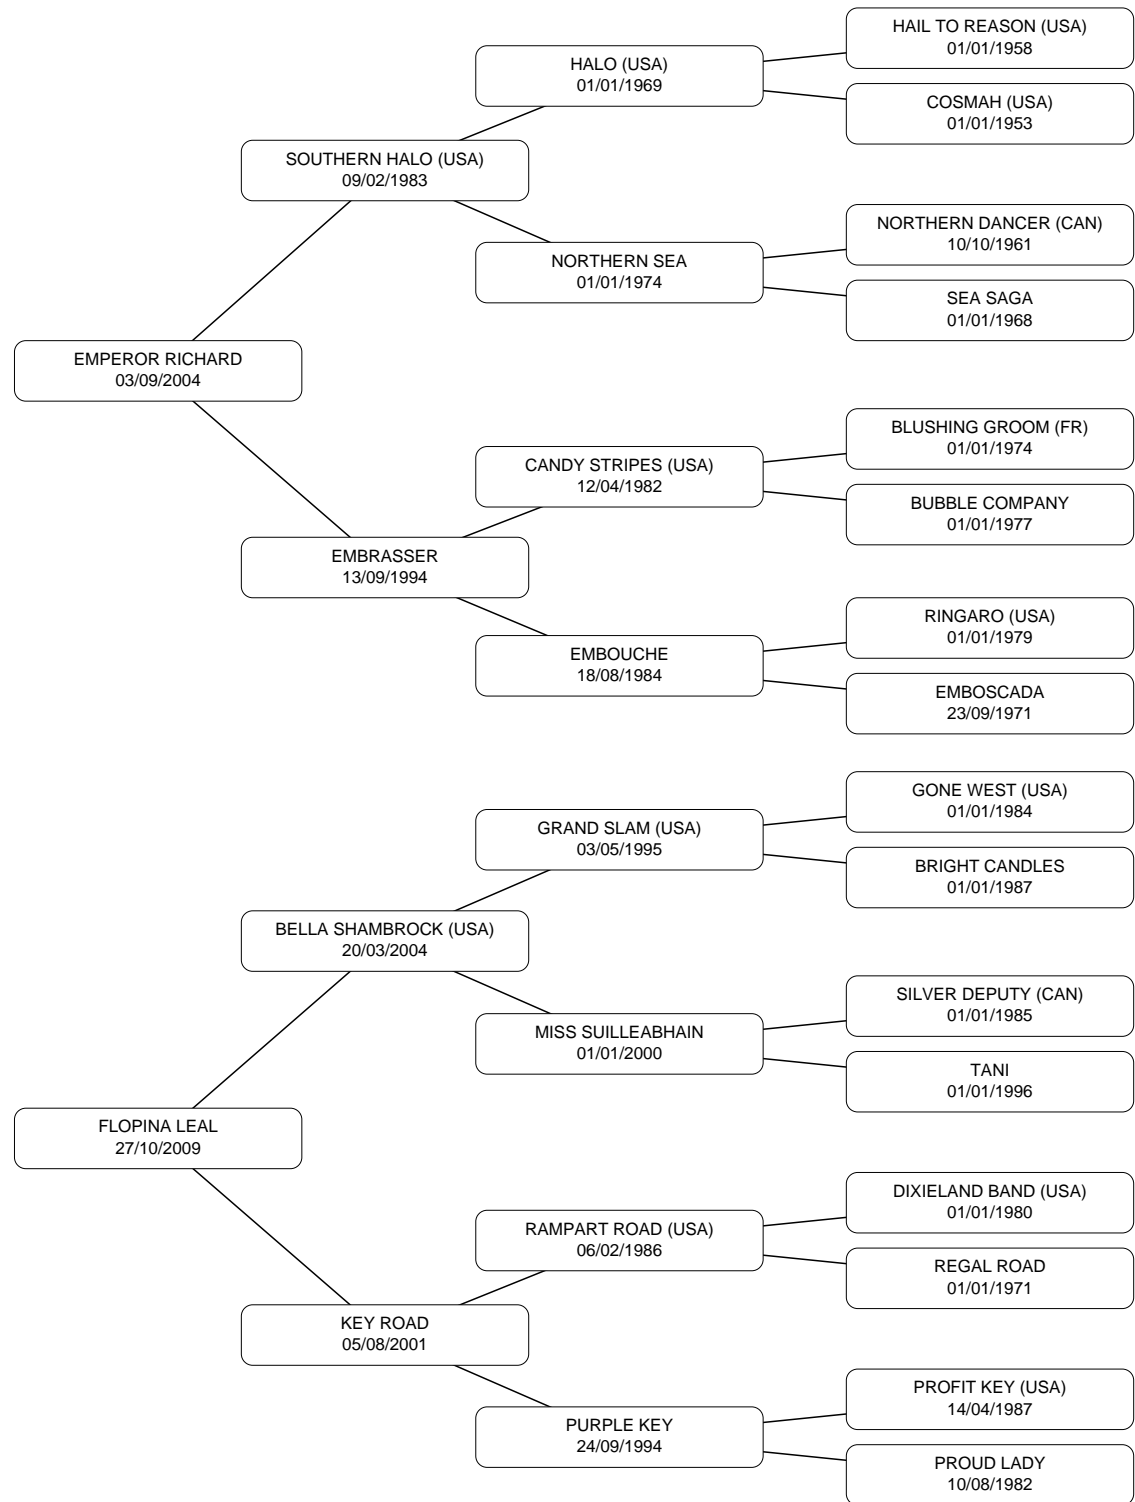 HAIL TO REASON (USA)
01/01/1958
HALO (USA)
01/01/1969
COSMAH (USA)
01/01/1953
SOUTHERN HALO (USA)
09/02/1983
NORTHERN DANCER (CAN)
10/10/1961
NORTHERN SEA
01/01/1974
SEA SAGA
01/01/1968
EMPEROR RICHARD
03/09/2004
BLUSHING GROOM (FR)
01/01/1974
CANDY STRIPES (USA)
12/04/1982
BUBBLE COMPANY
01/01/1977
EMBRASSER
13/09/1994
RINGARO (USA)
01/01/1979
EMBOUCHE
18/08/1984
EMBOSCADA
23/09/1971
GONE WEST (USA)
01/01/1984
GRAND SLAM (USA)
03/05/1995
BRIGHT CANDLES
01/01/1987
BELLA SHAMBROCK (USA)
20/03/2004
SILVER DEPUTY (CAN)
01/01/1985
MISS SUILLEABHAIN
01/01/2000
TANI
01/01/1996
FLOPINA LEAL
27/10/2009
DIXIELAND BAND (USA)
01/01/1980
RAMPART ROAD (USA)
06/02/1986
REGAL ROAD
01/01/1971
KEY ROAD
05/08/2001
PROFIT KEY (USA)
14/04/1987
PURPLE KEY
24/09/1994
PROUD LADY
10/08/1982